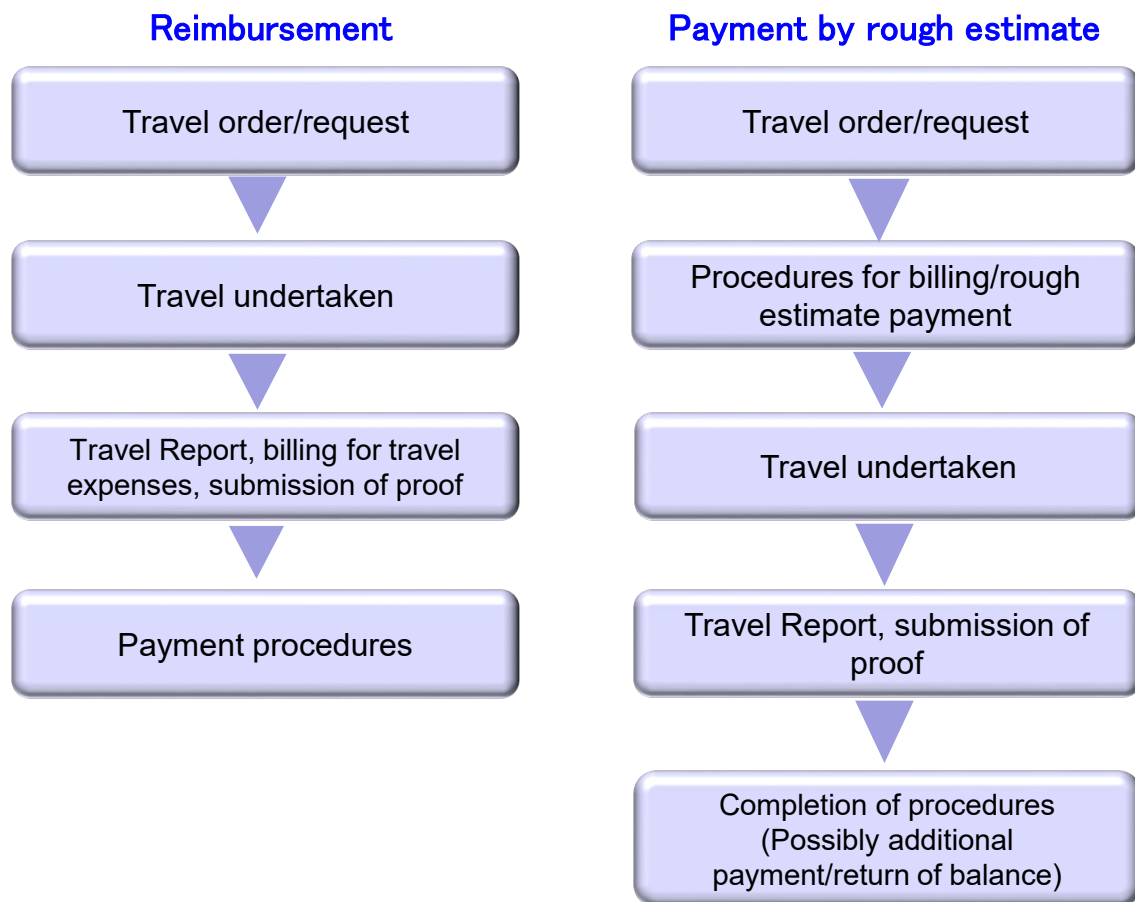 Reimbursement
Travel order/request
Travel undertaken
Travel Report, billing for travel
expenses, submission of proof
Payment procedures
Payment by rough estimate
Travel order/request
Procedures for billing/rough
estimate payment
Travel undertaken
Travel Report, submission of
proof
Completion of procedures
(Possibly additional
payment/return of balance)